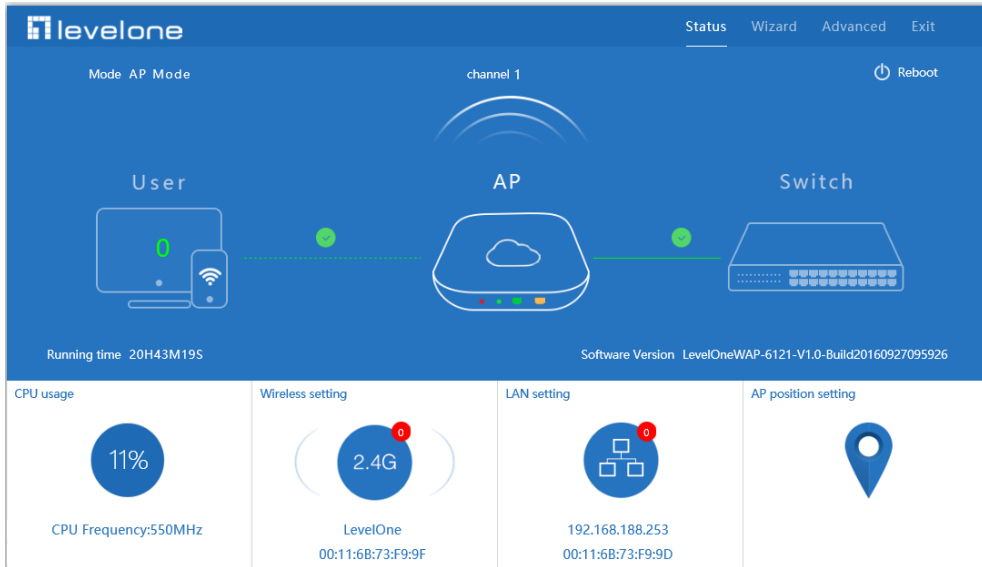 levelone
Status Wizard Advanced Exit
Mode AP Mode
channel 1
Reboot
User
AP
Switch
0
Running time 20H43M19S
Software Version LevelOneWAP-6121-V1.0-Build20160927095926
CPU usage
Wireless setting
LAN setting
AP position setting
11%
2.4G
0
0
CPU Frequency:550MHz
LevelOne
192.168.188.253
00:11:6B:73:F9:9F
00:11:6B:73:F9:9D